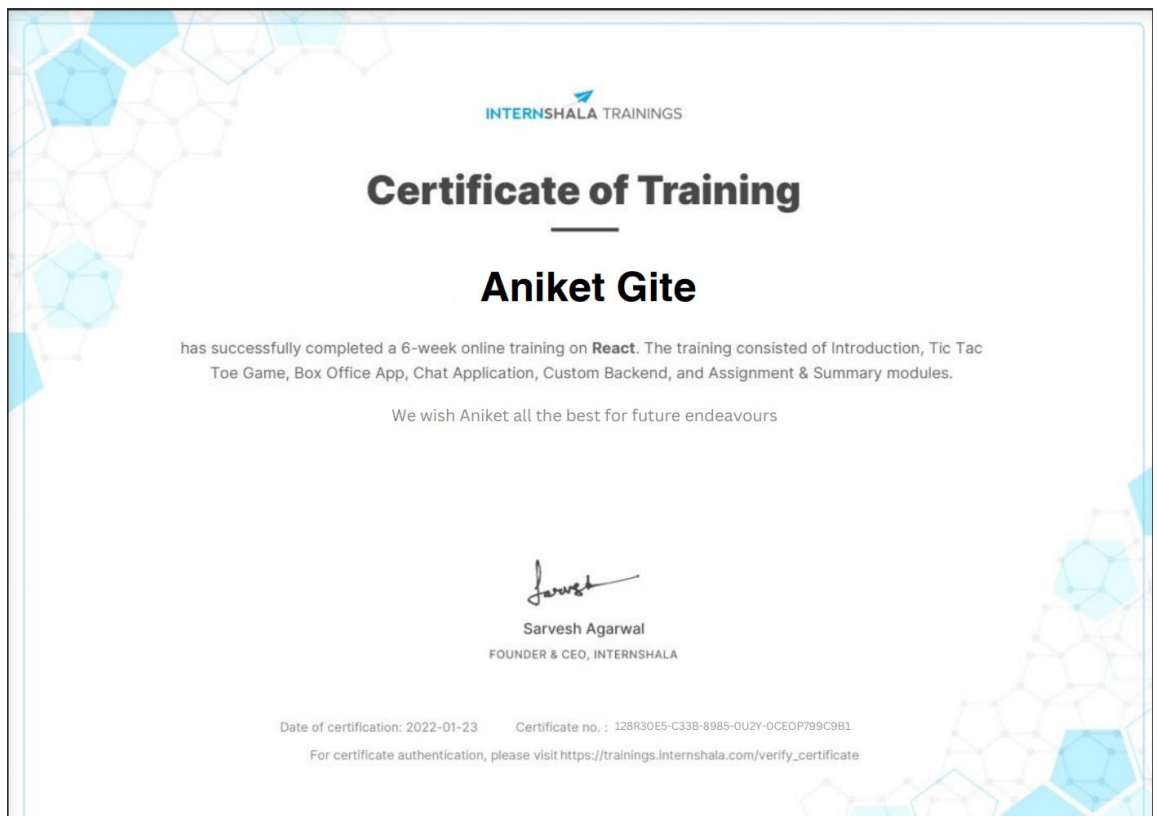 INTERNSHALA TRAININGS
Certificate of Training
Aniket Gite
has successfully completed a 6-week online training on React. The training consisted of Introduction, Tic Tac
Toe Game, Box Office App, Chat Application, Custom Backend, and Assignment & Summary modules.
We wish Aniket all the best for future endeavours
Sarvesh Agarwal
FOUNDER & CEO, INTERNSHALA
Date of certification: 2022-01-23 Certificate no. : 128R30E5-C33B-8985-0U2Y-0CEOP799C9B1
For certificate authentication, please visit https://trainings.internshala.com/verify_certificate